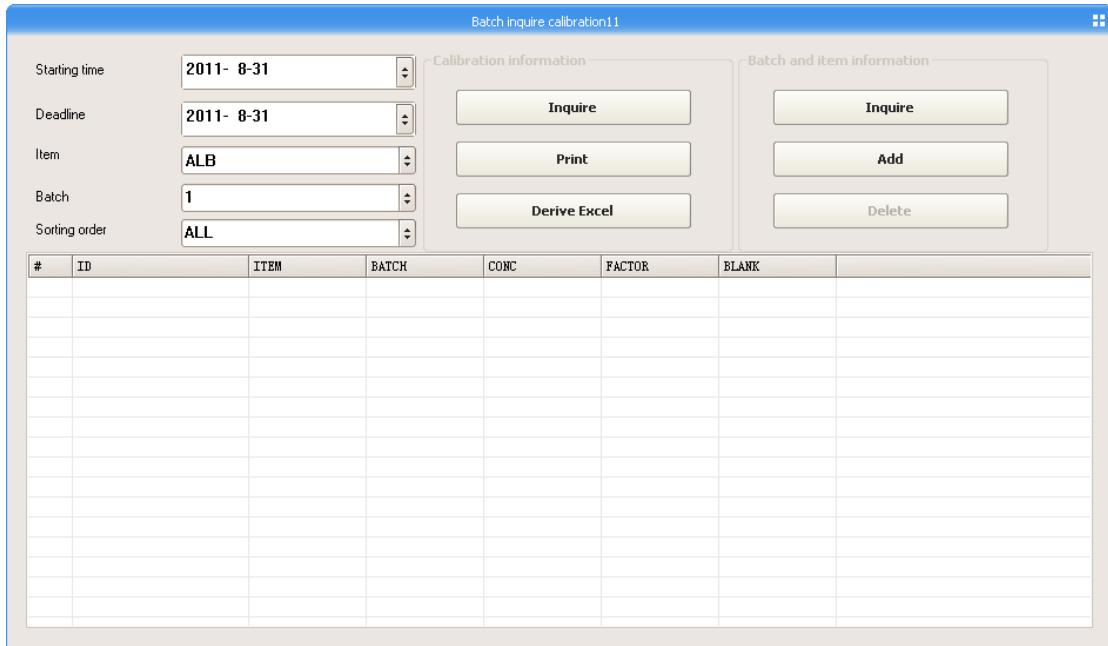 Batch inquire calibration11
Starting time 2011- 8-31
Deadline 2011- 8-31
Item ALB
Batch 1
Sorting order ALL
Calibration information
Inquire
Print
Derive Excel
Batch and item information
Inquire
Add
Delete
# ID ITEM BATCH CONC FACTOR BLANK